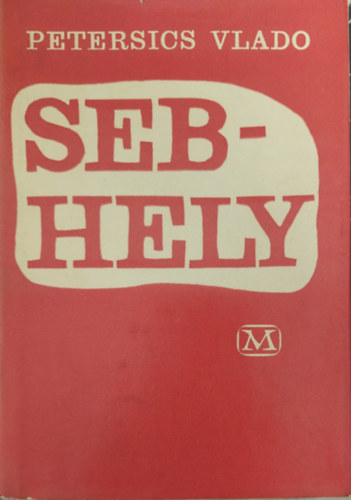 PETERSICS VLADO
SEB-
HELY
M